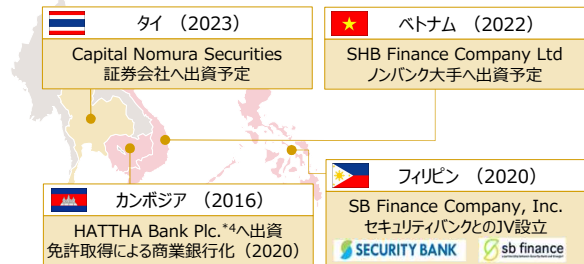 タイ （2023）
Capital Nomura Securities
証券会社へ出資予定
ベトナム （2022）
SHB Finance Company Ltd
ノンバンク大手へ出資予定
カンボジア （2016）
HATTHA Bank Plc.*4へ出資
免許取得による商業銀行化（2020）
フィリピン （2020）
SB Finance Company, Inc.
セキュリティバンクとのJV設立
SECURITY BANK
sb finance